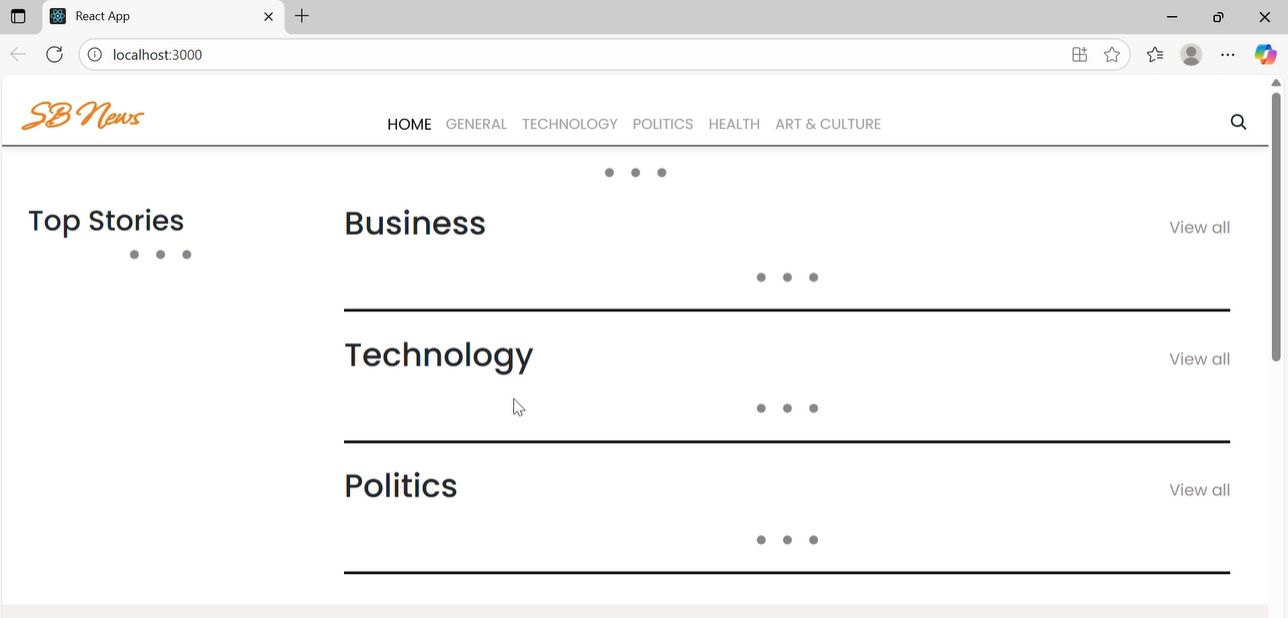 React App
localhost:3000
SB News
HOME GENERAL TECHNOLOGY POLITICS HEALTH ART & CULTURE
Top Stories
Business View all
Technology View all
Politics View all